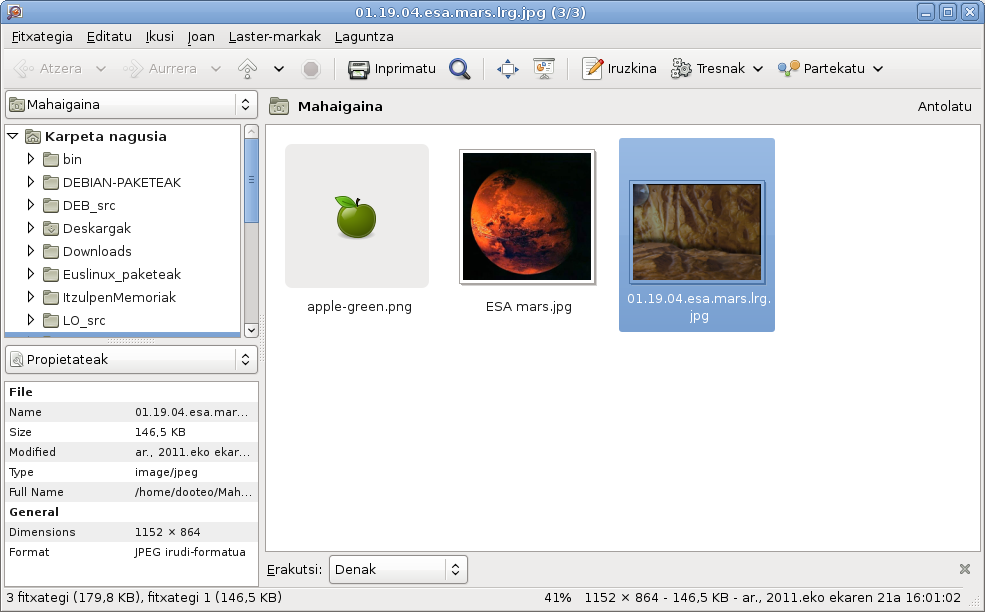 01.19.04.esa.mars.lrg.jpg (3/3)
Fitxategia Editatu Ikusi Joan Laster-markak Laguntza
Atzera Aurrera Inprimatu Iruzkina Tresnak Partekatu
Mahaigaina
Mahaigaina Antolatu
Karpeta nagusia
bin
DEBIAN-PAKETEAK
DEB_src
Deskargak
Downloads
Euslinux_paketeak
ItzulpenMemoriak
LO_src
apple-green.png
ESA mars.jpg
01.19.04.esa.mars.lrg.
jpg
Propietateak
File
Name 01.19.04.esa.mar...
Size 146,5 KB
Modified ar., 2011.eko ekar...
Type image/jpeg
Full Name /home/dooteo/Mah...
General
Dimensions 1152 × 864
Format JPEG irudi-formatua
Erakutsi: Denak
3 fitxategi (179,8 KB), fitxategi 1 (146,5 KB) 41% 1152 × 864 - 146,5 KB - ar., 2011.eko ekaren 21a 16:01:02